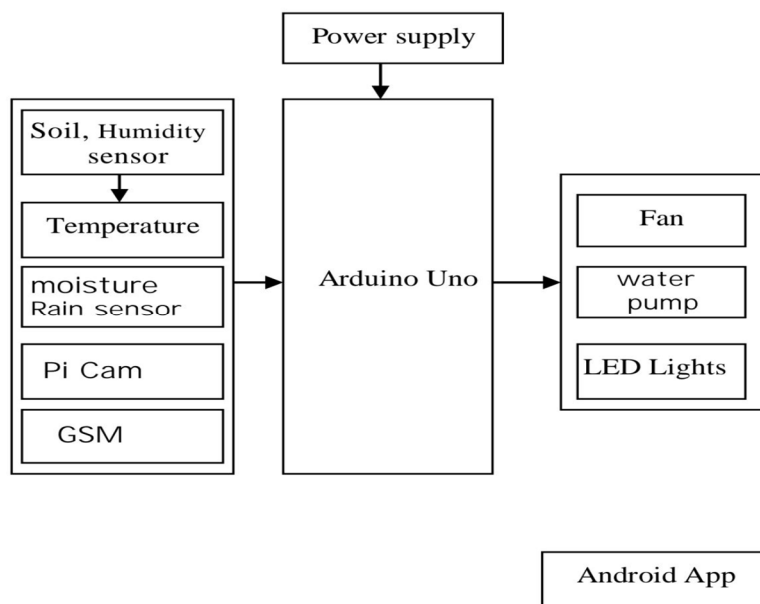 Power supply
Soil, Humidity
sensor
Temperature
moisture
Rain sensor
Pi Cam
GSM
Arduino Uno
Fan
water
pump
LED Lights
Android App